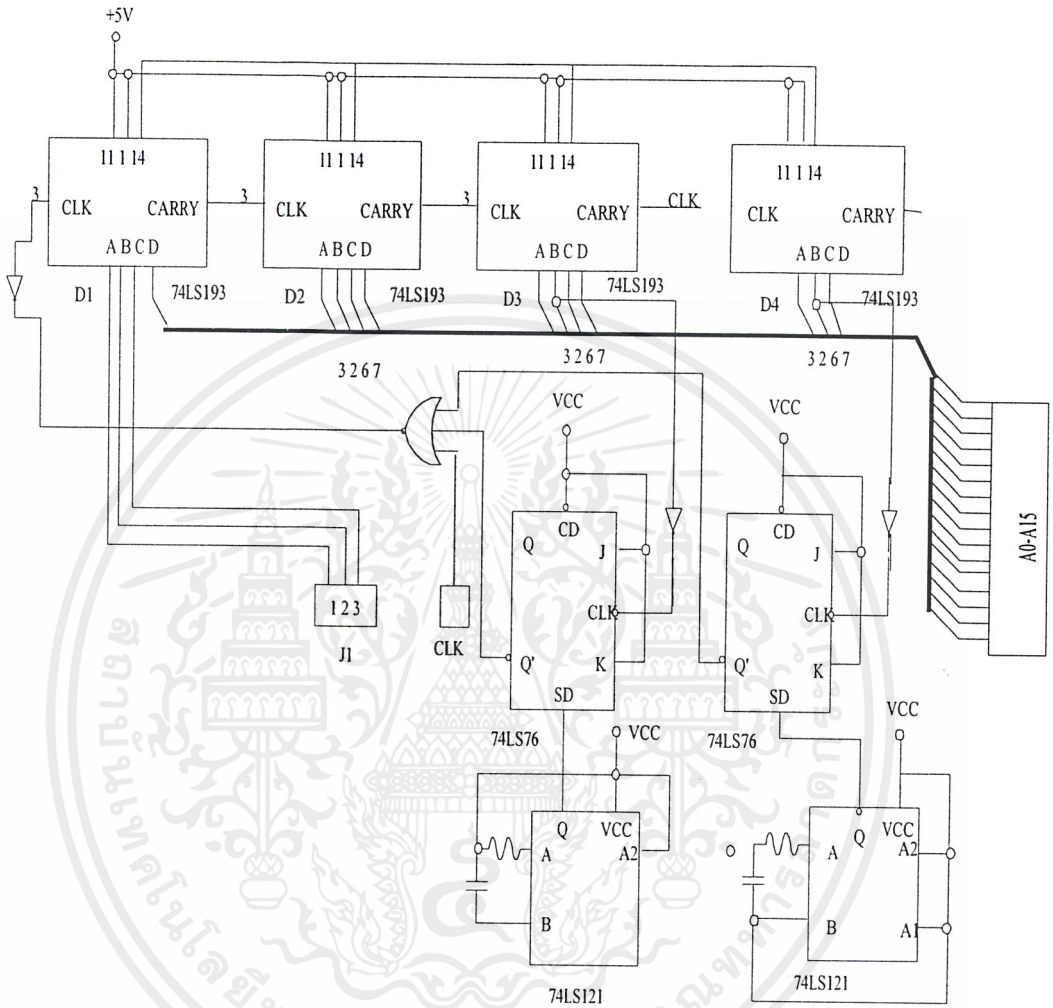 +5V
11 1 14
11 1 14
11 1 14
11 1 14
3
CLK
CARRY
3
CLK
CARRY
3
CLK
CARRY
CLK
CLK
CARRY
A B C D
A B C D
A B C D
A B C D
D1
74LS193
D2
74LS193
D3
74LS193
D4
74LS193
3 2 6 7
3 2 6 7
3 2 6 7
VCC
VCC
A0-A15
CD
Q
J
CLK
Q'
K
SD
CD
Q
J
CLK
Q'
K
SD
1 2 3
J1
CLK
74LS76
VCC
74LS76
VCC
Q
VCC
A
A2
B
74LS121
Q
VCC
A
A2
B
A1
74LS121